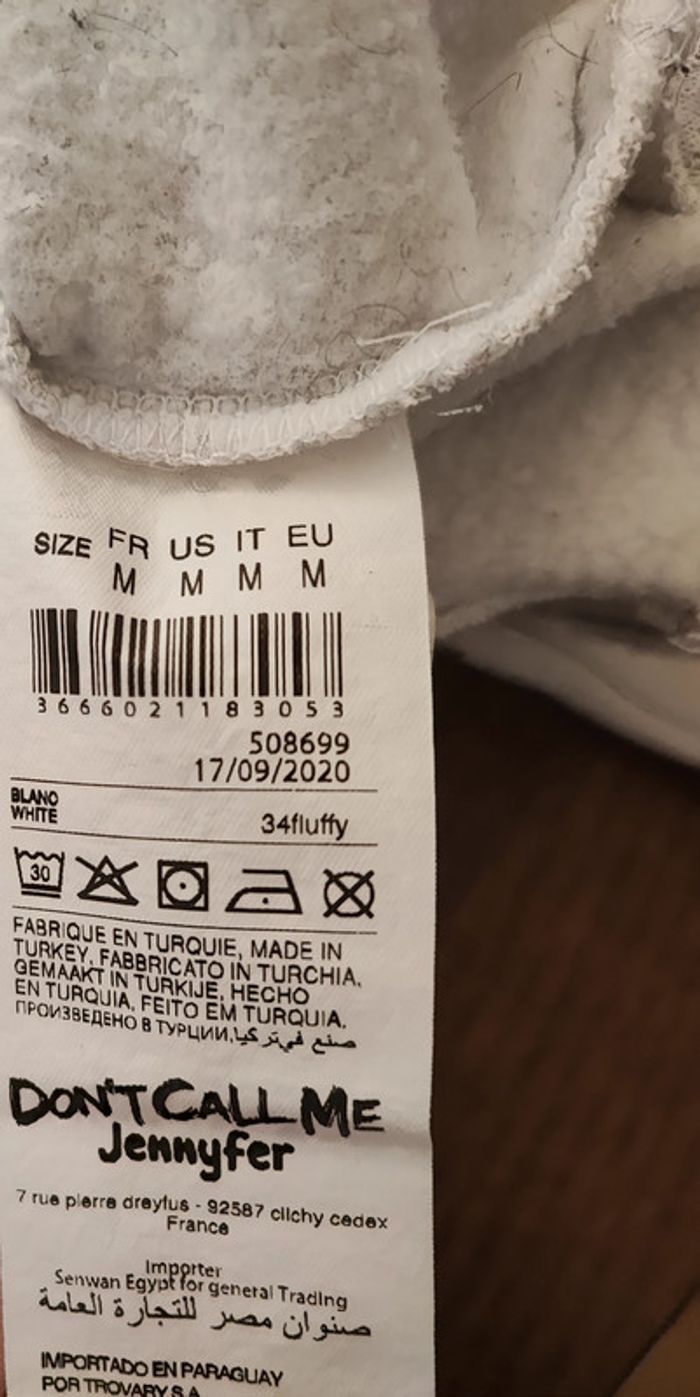 SIZE FR US IT EU
M M M M
3666021183053
508699
17/09/2020
BLANO
WHITE
34fluffy
30
FABRIQUE EN TURQUIE, MADE IN
TURKEY, FABBRICATO IN TURCHIA,
GEMAAKT IN TURKIJE, HECHO
EN TURQUIA, FEITO EM TURQUIA,
ПРОИЗВЕДЕНО В ТУРЦИИ, صنع في تركيا
DON'T CALL ME
Jennyfer
7 rue pierre dreyfus - 92587 clichy cedex
France
Importer
Senwan Egypt for general Trading
صنوان مصر للتجارة العامة
IMPORTADO EN PARAGUAY
POR TROVARY S.A.